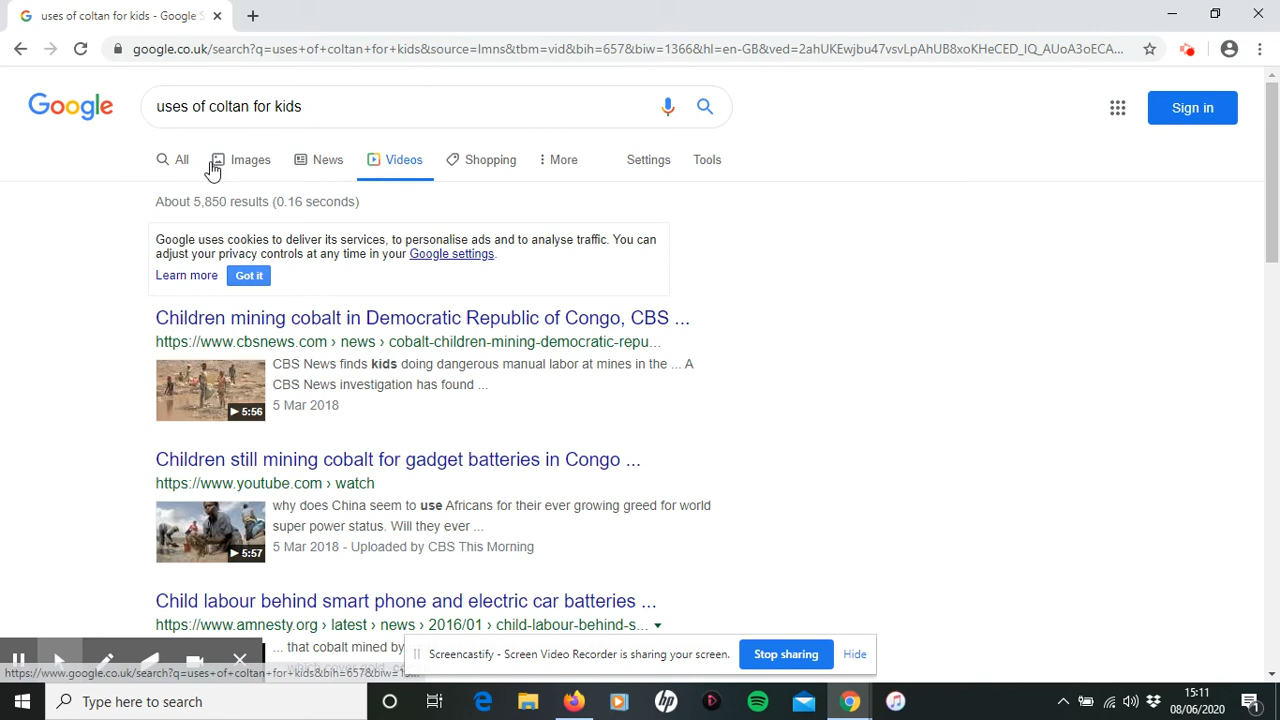 uses of coltan for kids - Google S
google.co.uk/search?q=uses+of+coltan+for+kids&source=lmns&tbm=vid&bih=657&biw=1366&hl=en-GB&ved=2ahUKEwjbu47vsvLpAhUB8xoKHeCED_IQ_AUoA3oECA...
Google
uses of coltan for kids
Sign in
All Images News Videos Shopping More Settings Tools
About 5,850 results (0.16 seconds)
Google uses cookies to deliver its services, to personalise ads and to analyse traffic. You can
adjust your privacy controls at any time in your Google settings.
Learn more Got it
Children mining cobalt in Democratic Republic of Congo, CBS ...
https://www.cbsnews.com › news › cobalt-children-mining-democratic-repu...
CBS News finds kids doing dangerous manual labor at mines in the ... A
CBS News investigation has found ...
5:56
5 Mar 2018
Children still mining cobalt for gadget batteries in Congo ...
https://www.youtube.com › watch
why does China seem to use Africans for their ever growing greed for world
super power status. Will they ever ...
5:57
5 Mar 2018 - Uploaded by CBS This Morning
Child labour behind smart phone and electric car batteries ...
https://www.amnesty.org › latest › news › 2016/01 › child-labour-behind-s...
... that cobalt mined by
Screencastify - Screen Video Recorder is sharing your screen. Stop sharing Hide
https://www.google.co.uk/search?q=uses+of+coltan+for+kids&bih=657&biw=13...
Type here to search
hp
15:11
08/06/2020
1